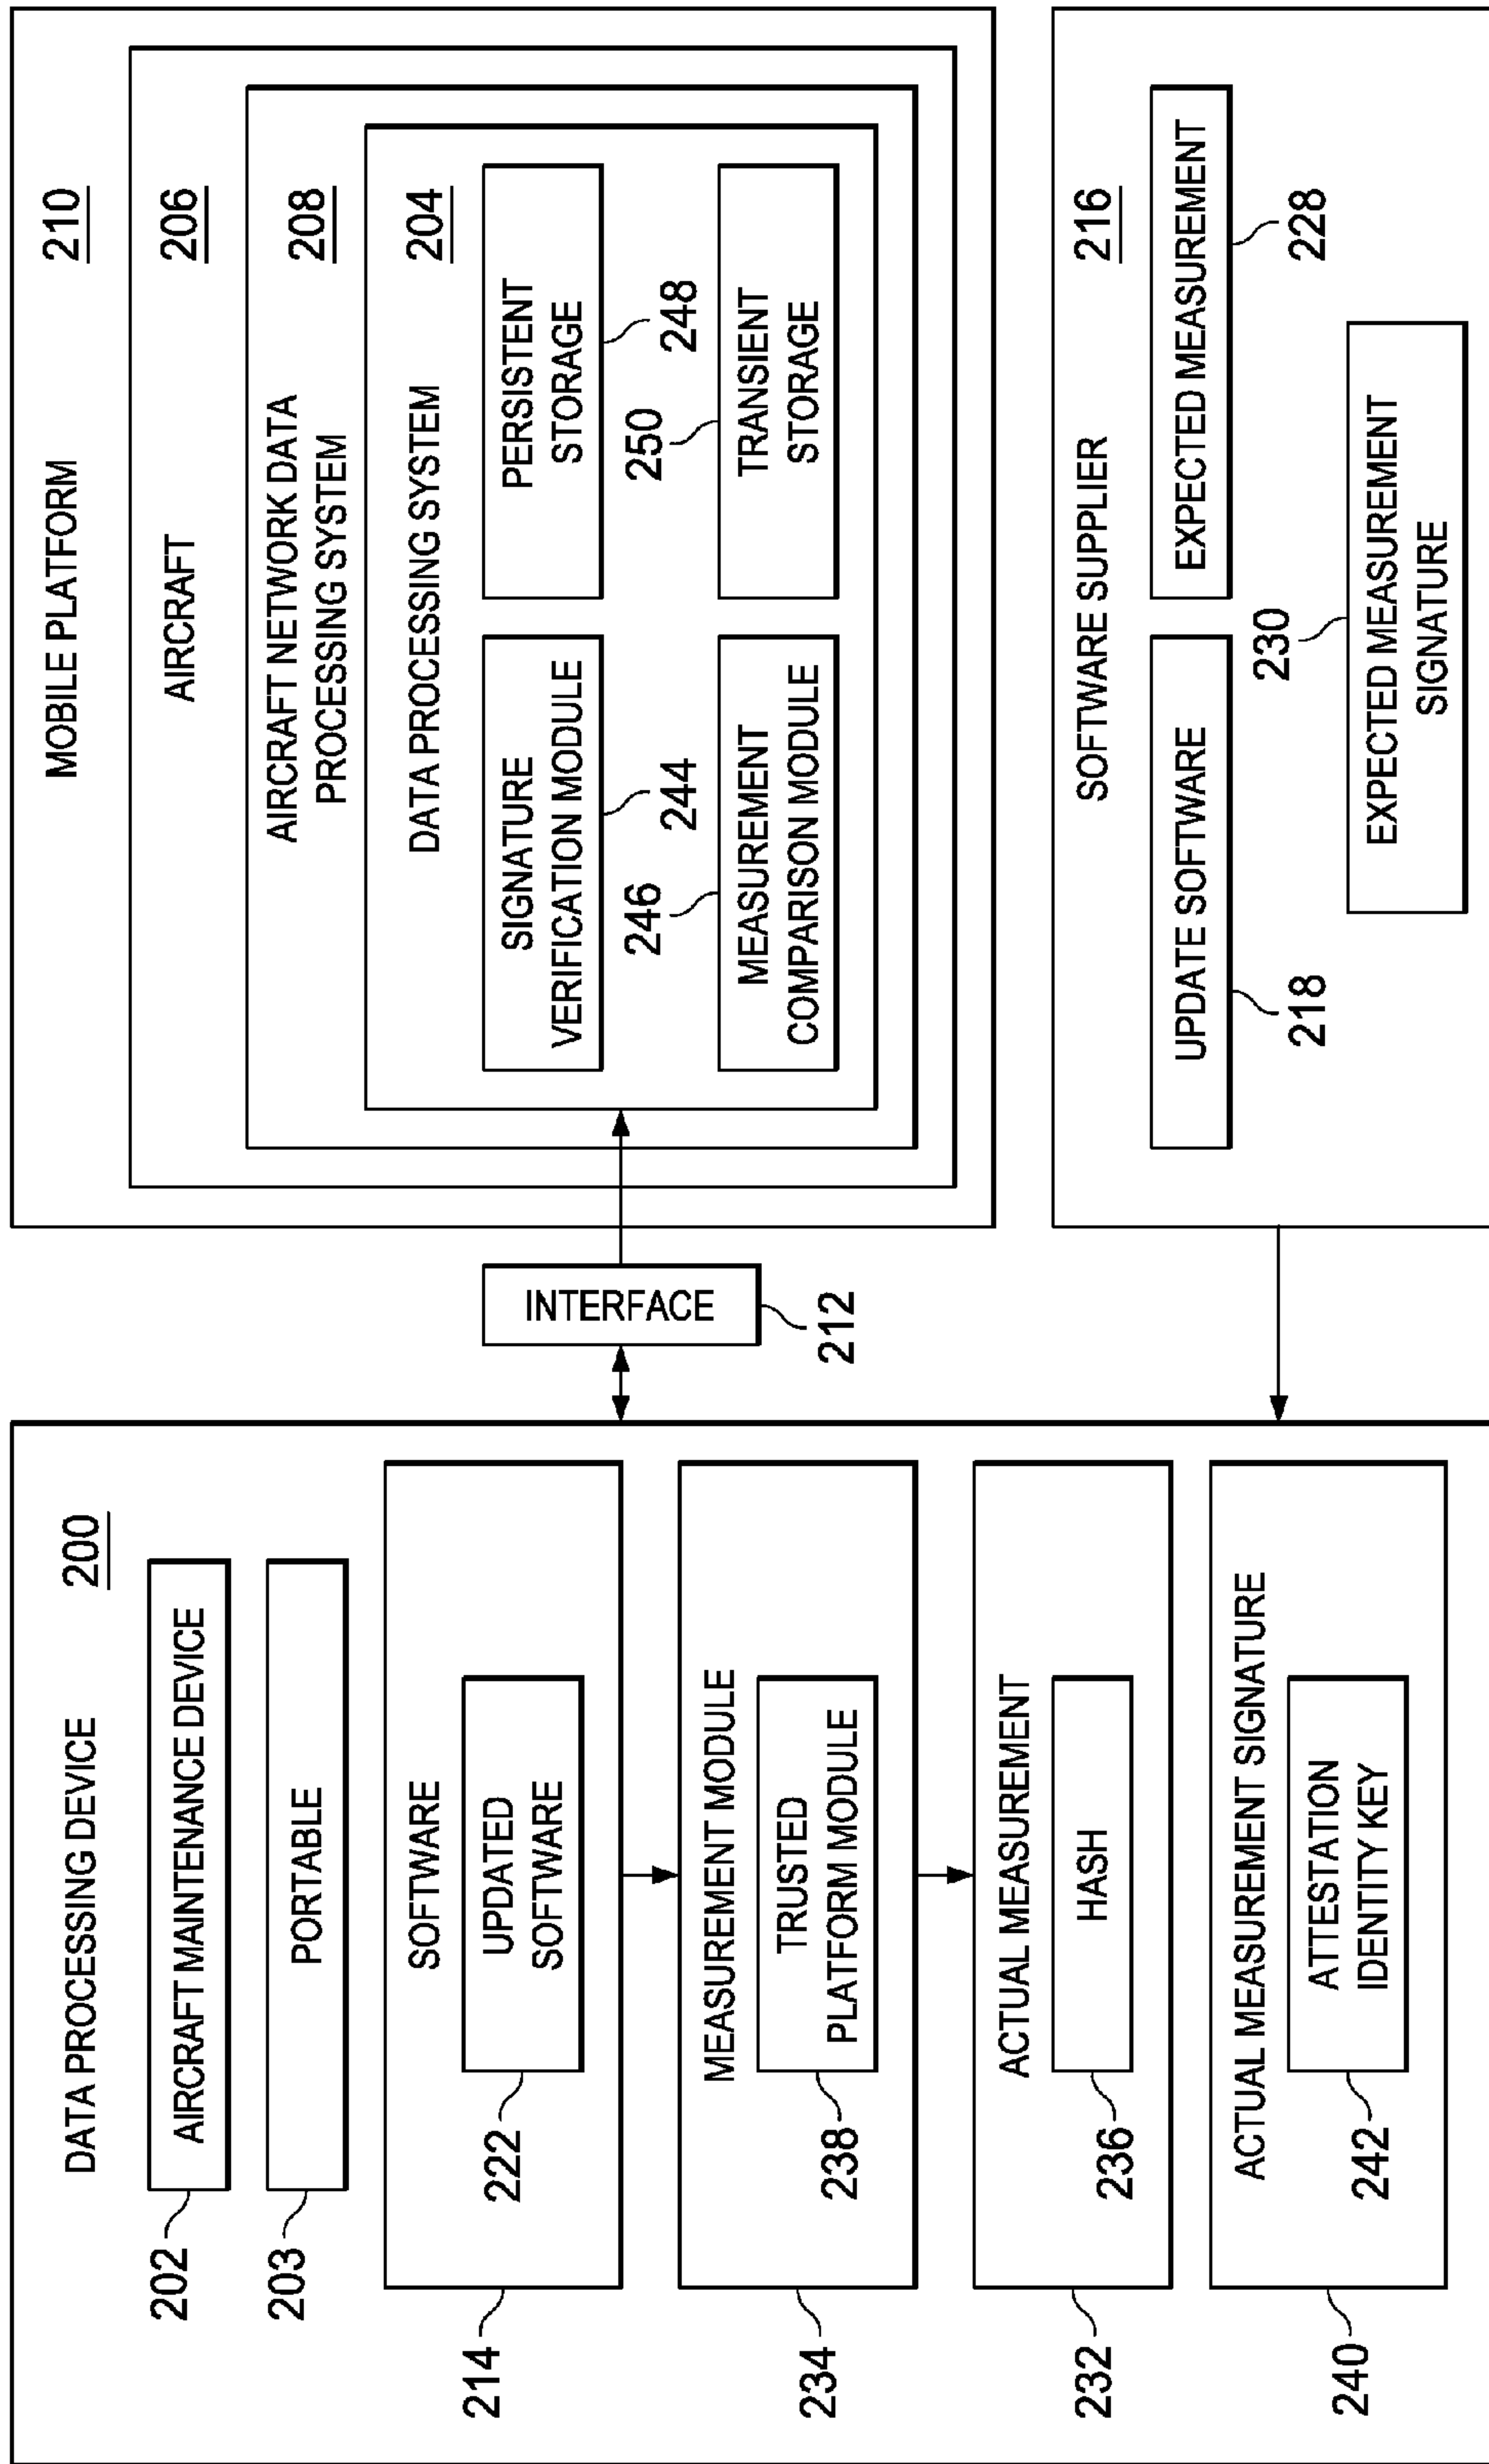 DATA PROCESSING DEVICE
200
202
AIRCRAFT MAINTENANCE DEVICE
203
PORTABLE
214
SOFTWARE
222
UPDATED
SOFTWARE
234
MEASUREMENT MODULE
238
TRUSTED
PLATFORM MODULE
232
ACTUAL MEASUREMENT
236
HASH
240
ACTUAL MEASUREMENT SIGNATURE
242
ATTESTATION
IDENTITY KEY
INTERFACE
212
MOBILE PLATFORM
210
AIRCRAFT
206
AIRCRAFT NETWORK DATA
PROCESSING SYSTEM
208
DATA PROCESSING SYSTEM
204
SIGNATURE
VERIFICATION MODULE
244
PERSISTENT
STORAGE
248
246
MEASUREMENT
COMPARISON MODULE
250
TRANSIENT
STORAGE
SOFTWARE SUPPLIER
216
UPDATE SOFTWARE
218
EXPECTED MEASUREMENT
228
230
EXPECTED MEASUREMENT
SIGNATURE